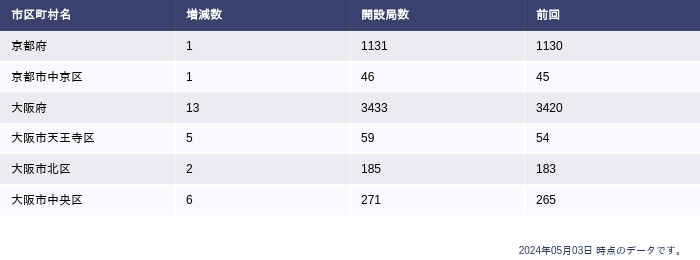 市区町村名 増減数 開設局数 前回
京都府 1 1131 1130
京都市中京区 1 46 45
大阪府 13 3433 3420
大阪市天王寺区 5 59 54
大阪市北区 2 185 183
大阪市中央区 6 271 265
2024年05月03日 時点のデータです。